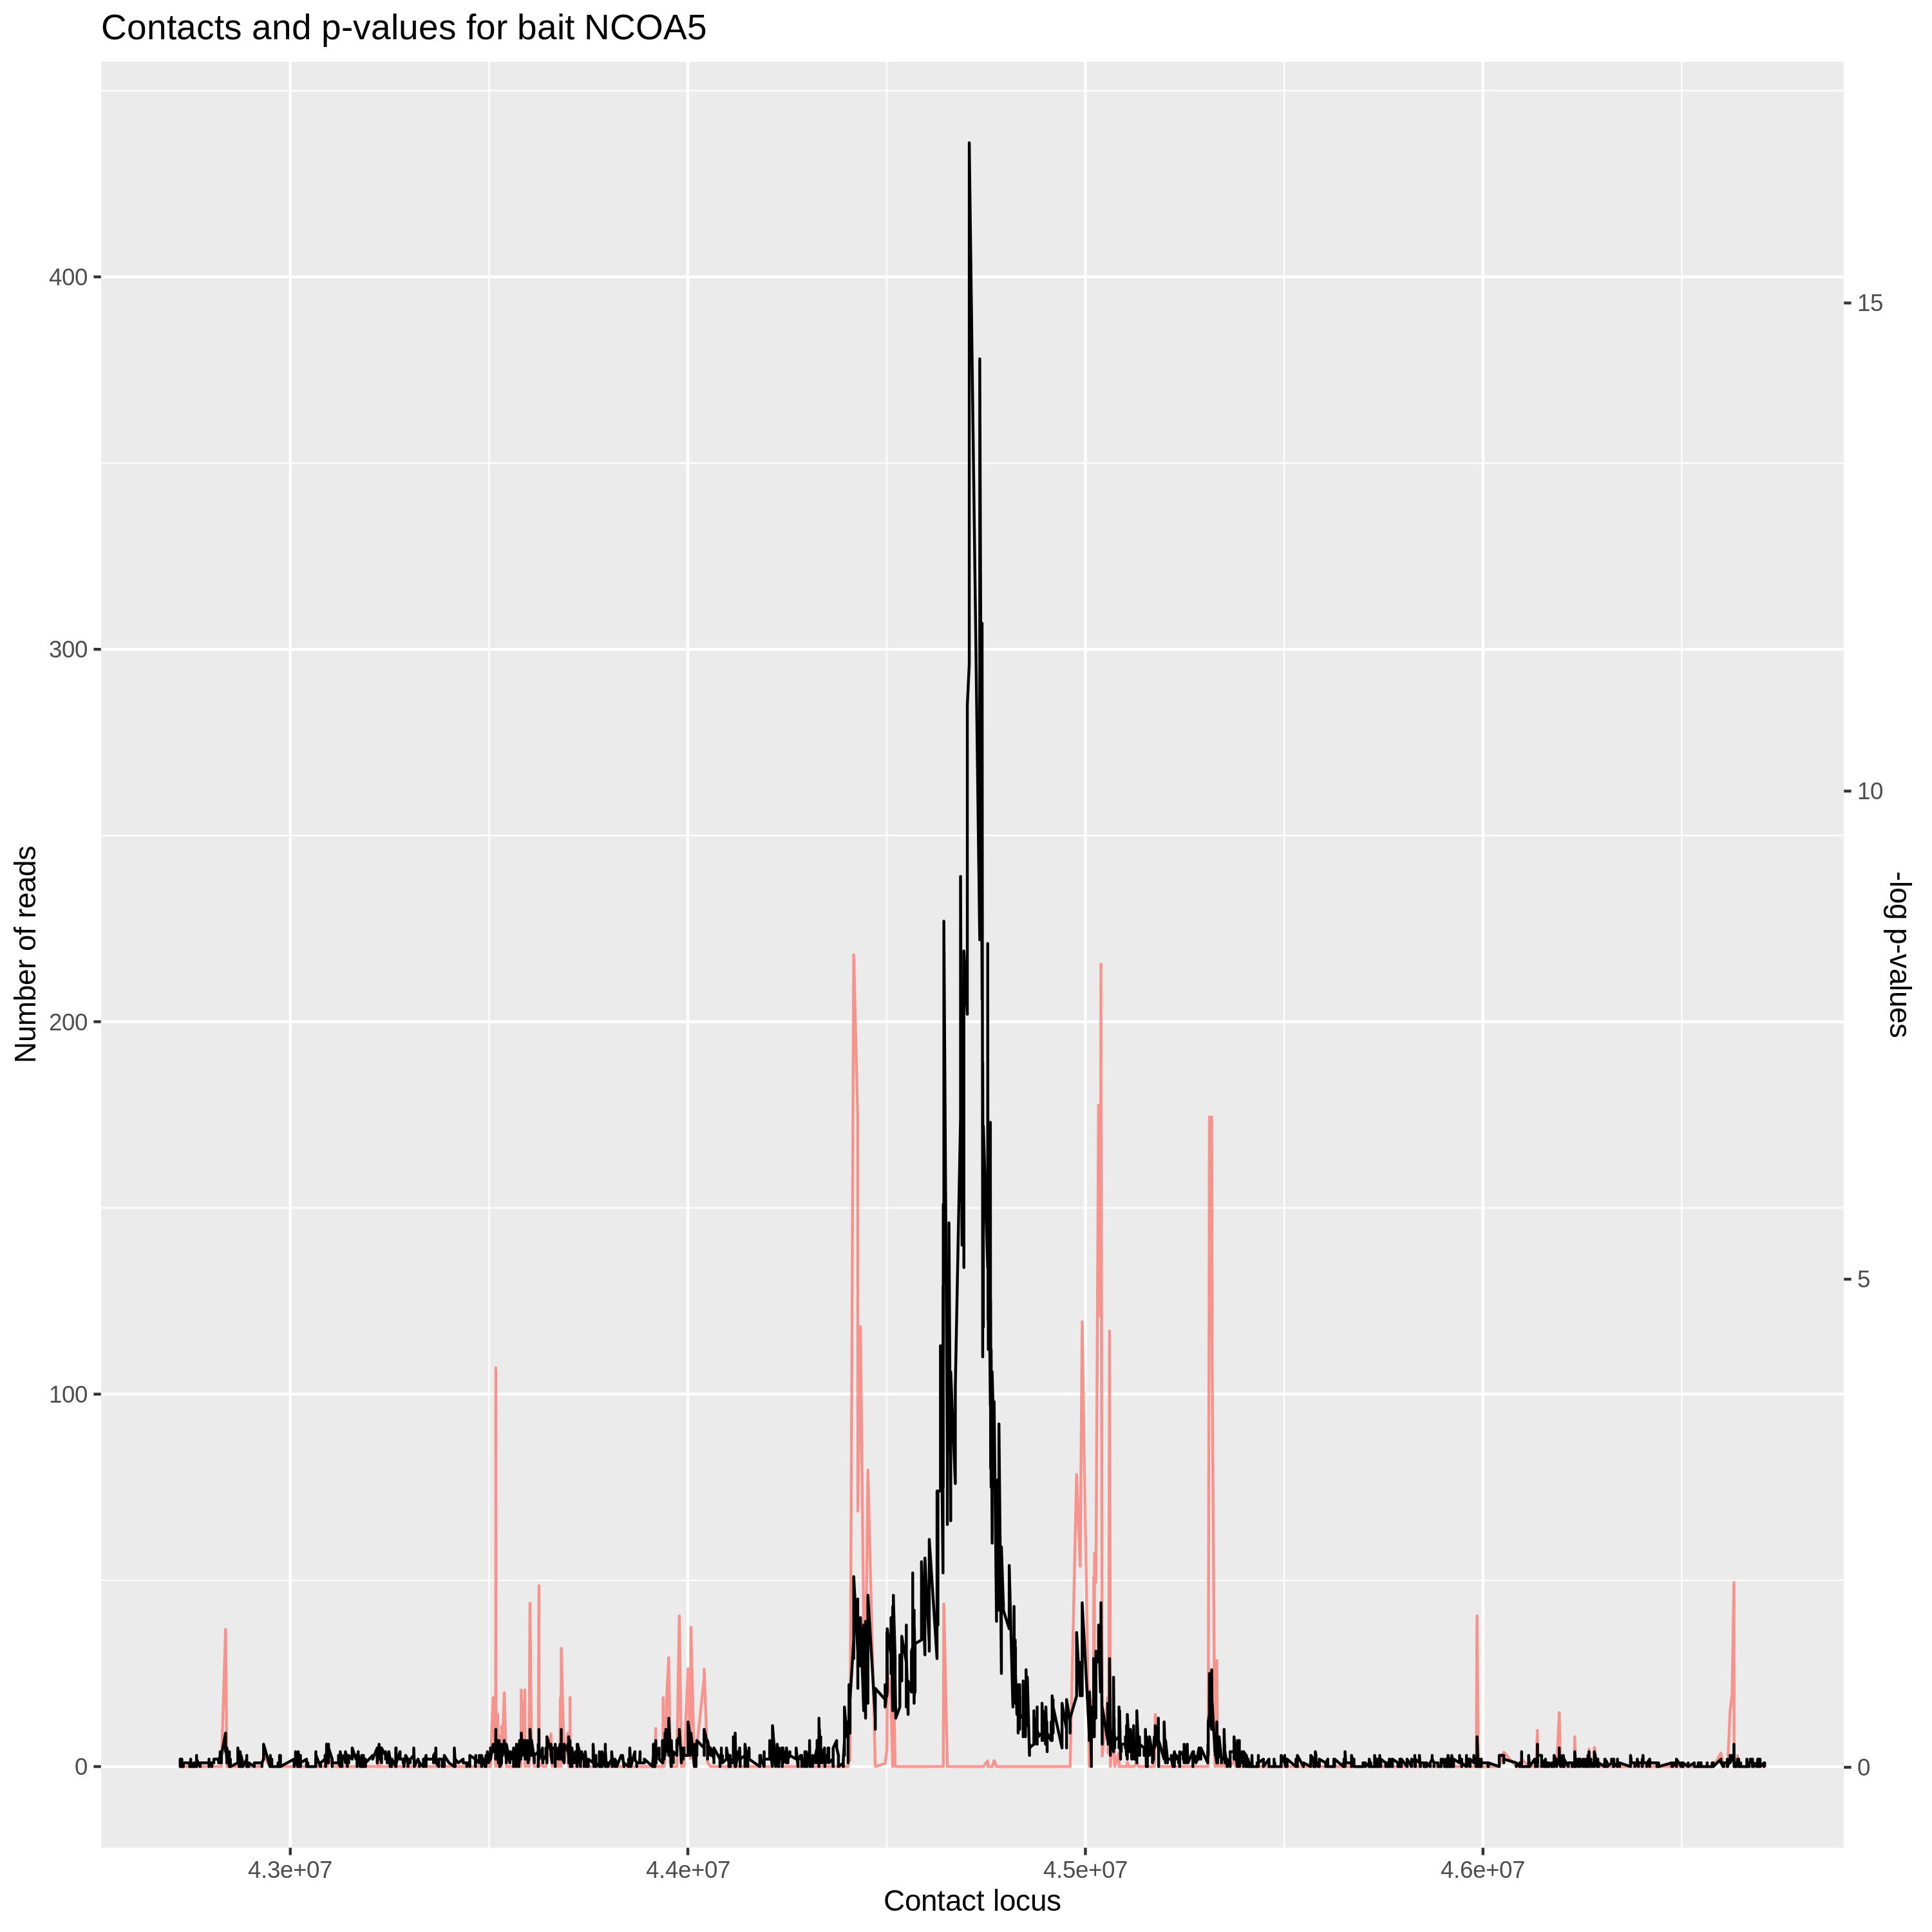 Contacts and p-values for bait NCOA5
Number of reads
400
300
200
100
0
15
10
5
0
-log p-values
4.3e+07
4.4e+07
4.5e+07
4.6e+07
Contact locus